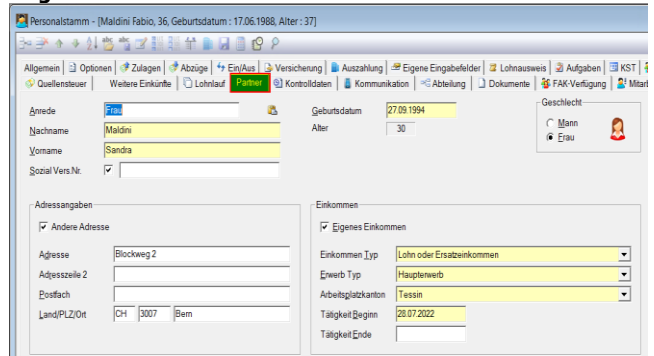 Personalstamm - [Maldini Fabio, 36, Geburtsdatum : 17.06.1988, Alter : 37]
Allgemein Optionen Zulagen Abzüge Ein/Aus Versicherung Auszahlung Eigene Eingabefelder Lohnausweis Aufgaben KST
Quellensteuer Weitere Einkünfte Lohnlauf Partner Kontrolldaten Kommunikation Abteilung Dokumente FAK-Verfügung
Anrede Frau Geburtsdatum 27.09.1994 Geschlecht
Nachname Maldini Alter 30 Mann
Vorname Sandra Frau
Sozial Vers.Nr.
Adressangaben Einkommen
Andere Adresse Eigenes Einkommen
Adresse Blockweg 2 Einkommen Typ Lohn oder Ersatzeinkommen
Adresszeile 2 Erwerb Typ Haupterwerb
Postfach Arbeitsplatzkanton Tessin
Land/PLZ/Ort CH 3007 Bern Tätigkeit Beginn 28.07.2022
Tätigkeit Ende